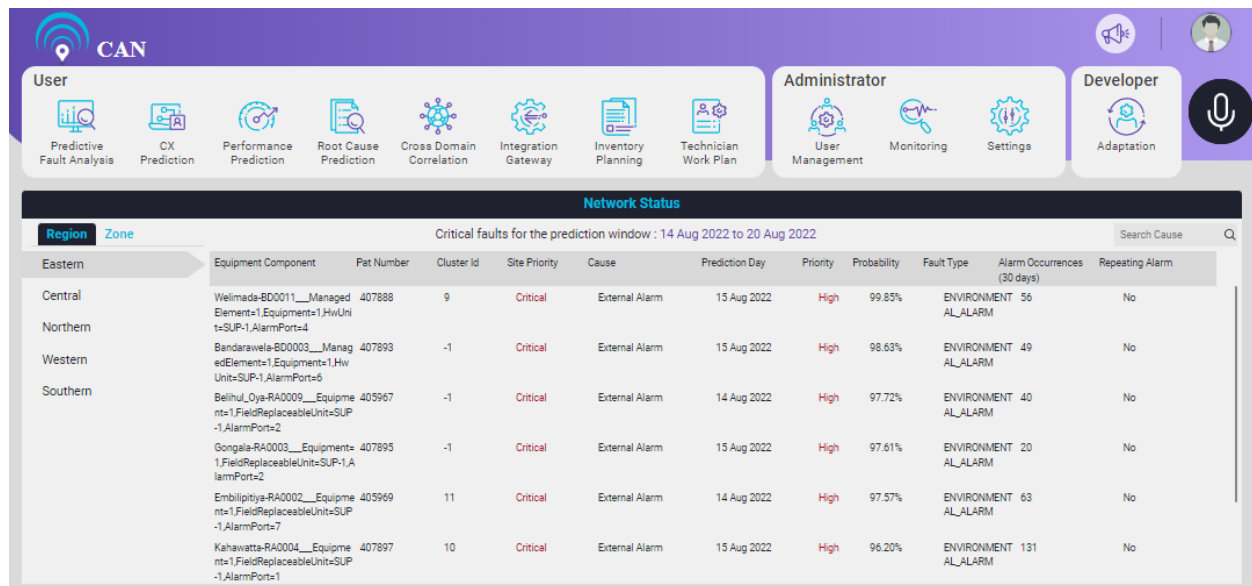 CAN
User
Administrator
Developer
Predictive
Fault Analysis
CX
Prediction
Performance
Prediction
Root Cause
Prediction
Cross Domain
Correlation
Integration
Gateway
Inventory
Planning
Technician
Work Plan
User
Management
Monitoring
Settings
Adaptation
Network Status
Region Zone
Critical faults for the prediction window : 14 Aug 2022 to 20 Aug 2022
Search Cause
Eastern
Central
Northern
Western
Southern
Equipment Component Pat Number Cluster Id Site Priority Cause Prediction Day Priority Probability Fault Type Alarm Occurrences Repeating Alarm
(30 days)
Welimada-BD0011___Managed 407888 9 Critical External Alarm 15 Aug 2022 High 99.85% ENVIRONMENT 56 No
Element=1,Equipment=1,HwUni AL_ALARM
t=SUP-1,AlarmPort=4
Bandarawela-BD0003___Manag 407893 -1 Critical External Alarm 15 Aug 2022 High 98.63% ENVIRONMENT 49 No
edElement=1,Equipment=1,Hw AL_ALARM
Unit=SUP-1,AlarmPort=6
Belihul_Oya-RA0009___Equipme 405967 -1 Critical External Alarm 14 Aug 2022 High 97.72% ENVIRONMENT 40 No
nt=1,FieldReplaceableUnit=SUP AL_ALARM
-1,AlarmPort=2
Gongala-RA0003___Equipment= 407895 -1 Critical External Alarm 15 Aug 2022 High 97.61% ENVIRONMENT 20 No
1,FieldReplaceableUnit=SUP-1,A AL_ALARM
larmPort=2
Embilipitiya-RA0002___Equipme 405969 11 Critical External Alarm 14 Aug 2022 High 97.57% ENVIRONMENT 63 No
nt=1,FieldReplaceableUnit=SUP AL_ALARM
-1,AlarmPort=7
Kahawatta-RA0004___Equipme 407897 10 Critical External Alarm 15 Aug 2022 High 96.20% ENVIRONMENT 131 No
nt=1,FieldReplaceableUnit=SUP AL_ALARM
-1,AlarmPort=1